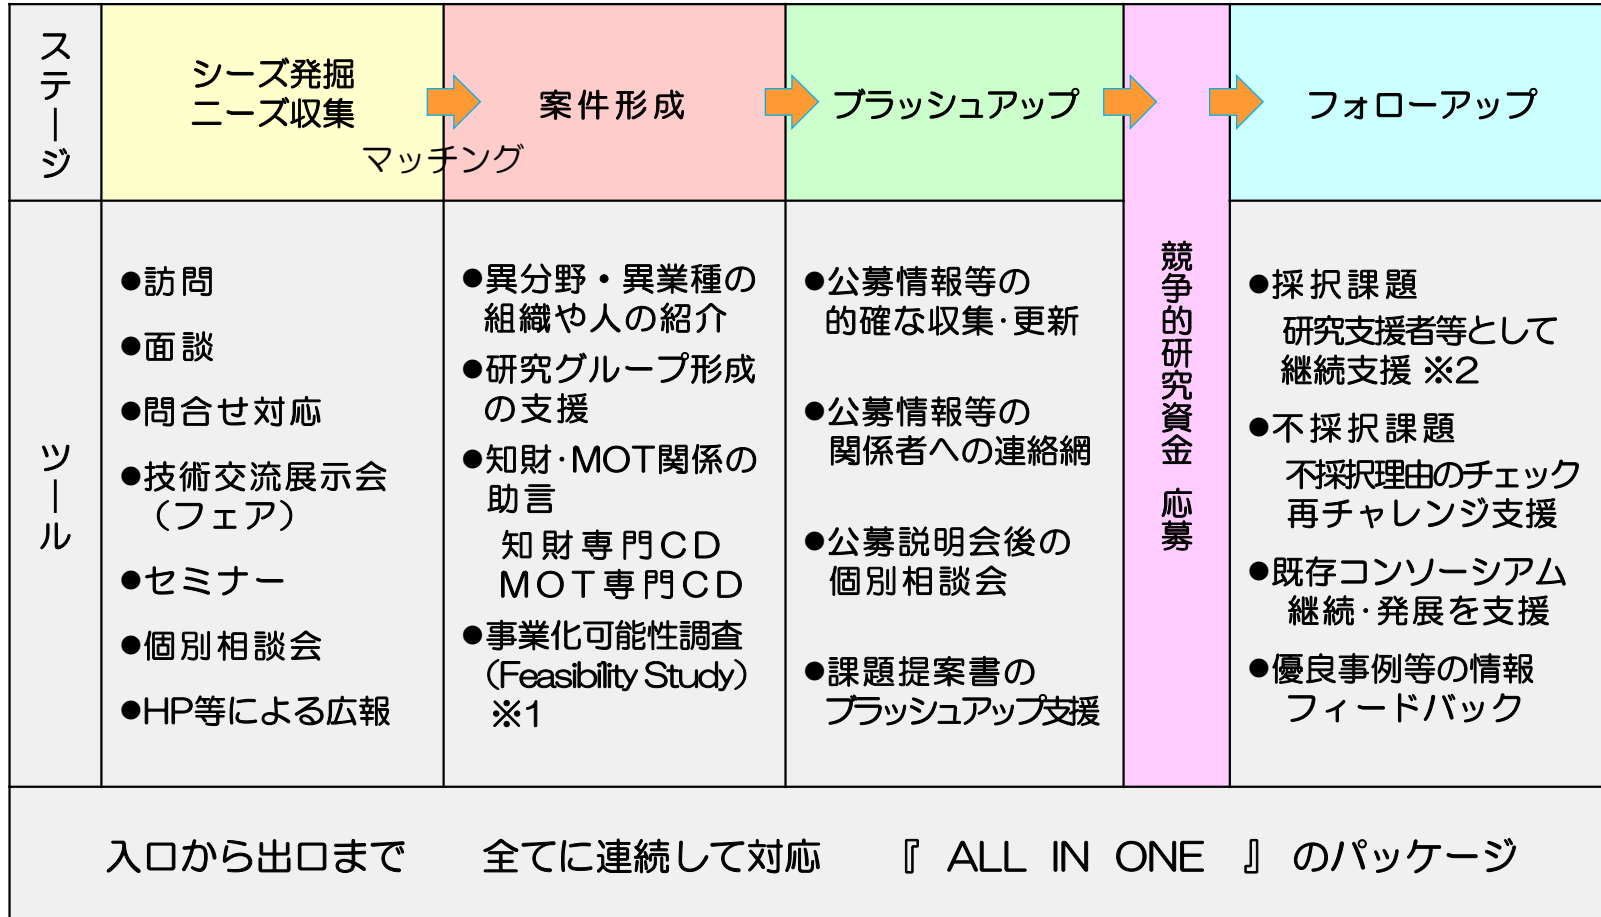 ステージ
シーズ発掘
ニーズ収集
マッチング
案件形成
ブラッシュアップ
フォローアップ
ツール
●訪問
●面談
●問合せ対応
●技術交流展示会
（フェア）
●セミナー
●個別相談会
●HP等による広報
●異分野・異業種の
組織や人の紹介
●研究グループ形成
の支援
●知財･MOT関係の
助言
知財専門CD
MOT専門CD
●事業化可能性調査
（Feasibility Study）
※1
●公募情報等の
的確な収集･更新
●公募情報等の
関係者への連絡網
●公募説明会後の
個別相談会
●課題提案書の
ブラッシュアップ支援
競争的研究資金 応募
●採択課題
研究支援者等として
継続支援 ※2
●不採択課題
不採択理由のチェック
再チャレンジ支援
●既存コンソーシアム
継続･発展を支援
●優良事例等の情報
フィードバック
入口から出口まで 全てに連続して対応 『 ALL IN ONE 』 のパッケージ